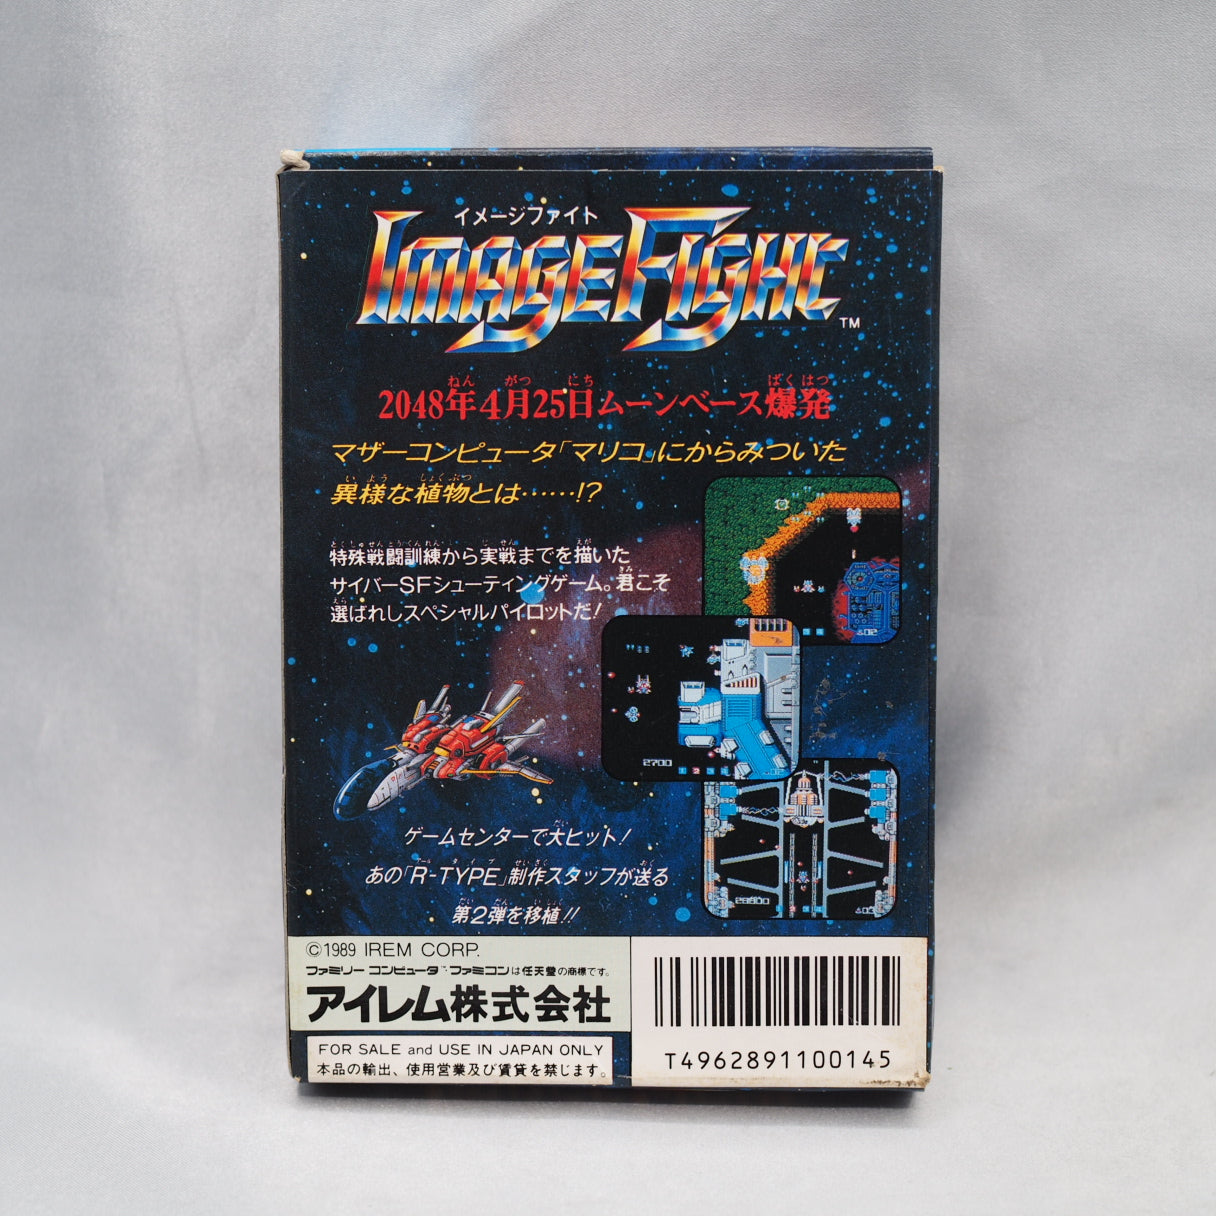 イメージファイト
IMAGE FIGHT™
2048年4月25日ムーンベース爆発
マザーコンピュータ「マリコ」にからみついた
異様な植物とは……!?
特殊戦闘訓練から実戦までを描いた
サイバーSFシューティングゲーム。君こそ
選ばれしスペシャルパイロットだ!
2700
ゲームセンターで大ヒット!
あの「R-TYPE」制作スタッフが送る
第2弾を移植!!
©1989 IREM CORP.
ファミリーコンピュータ™・ファミコンは任天堂の商標です。
アイレム株式会社
FOR SALE and USE IN JAPAN ONLY
本品の輸出、使用営業及び賃貸を禁じます。
T4962891100145